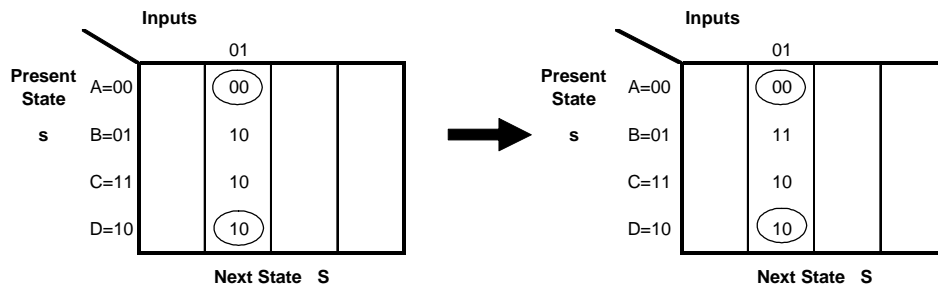 Inputs
01
Present
State
s
A=00 00
B=01 10
C=11 10
D=10 10
Next State S
Inputs
01
Present
State
s
A=00 00
B=01 11
C=11 10
D=10 10
Next State S